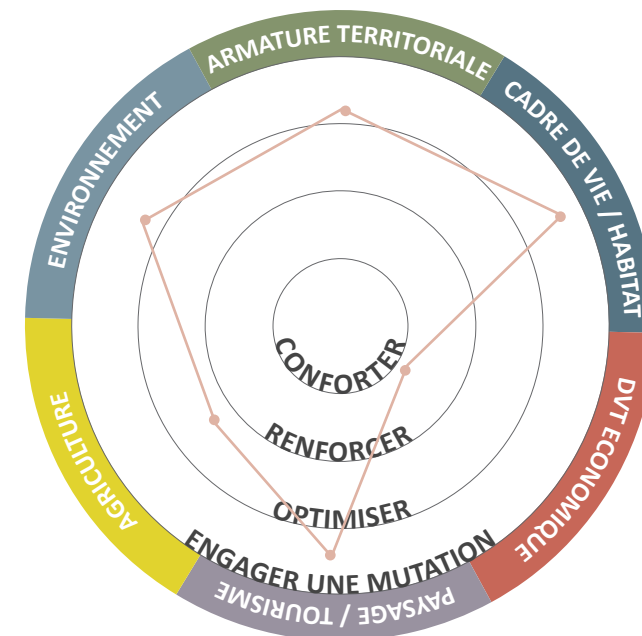 ARMATURE TERRITORIALE
CADRE DE VIE / HABITAT
DVT ECONOMIQUE
PAYSAGE / TOURISME
AGRICULTURE
ENVIRONNEMENT
CONFORTER
RENFORCER
OPTIMISER
ENGAGER UNE MUTATION